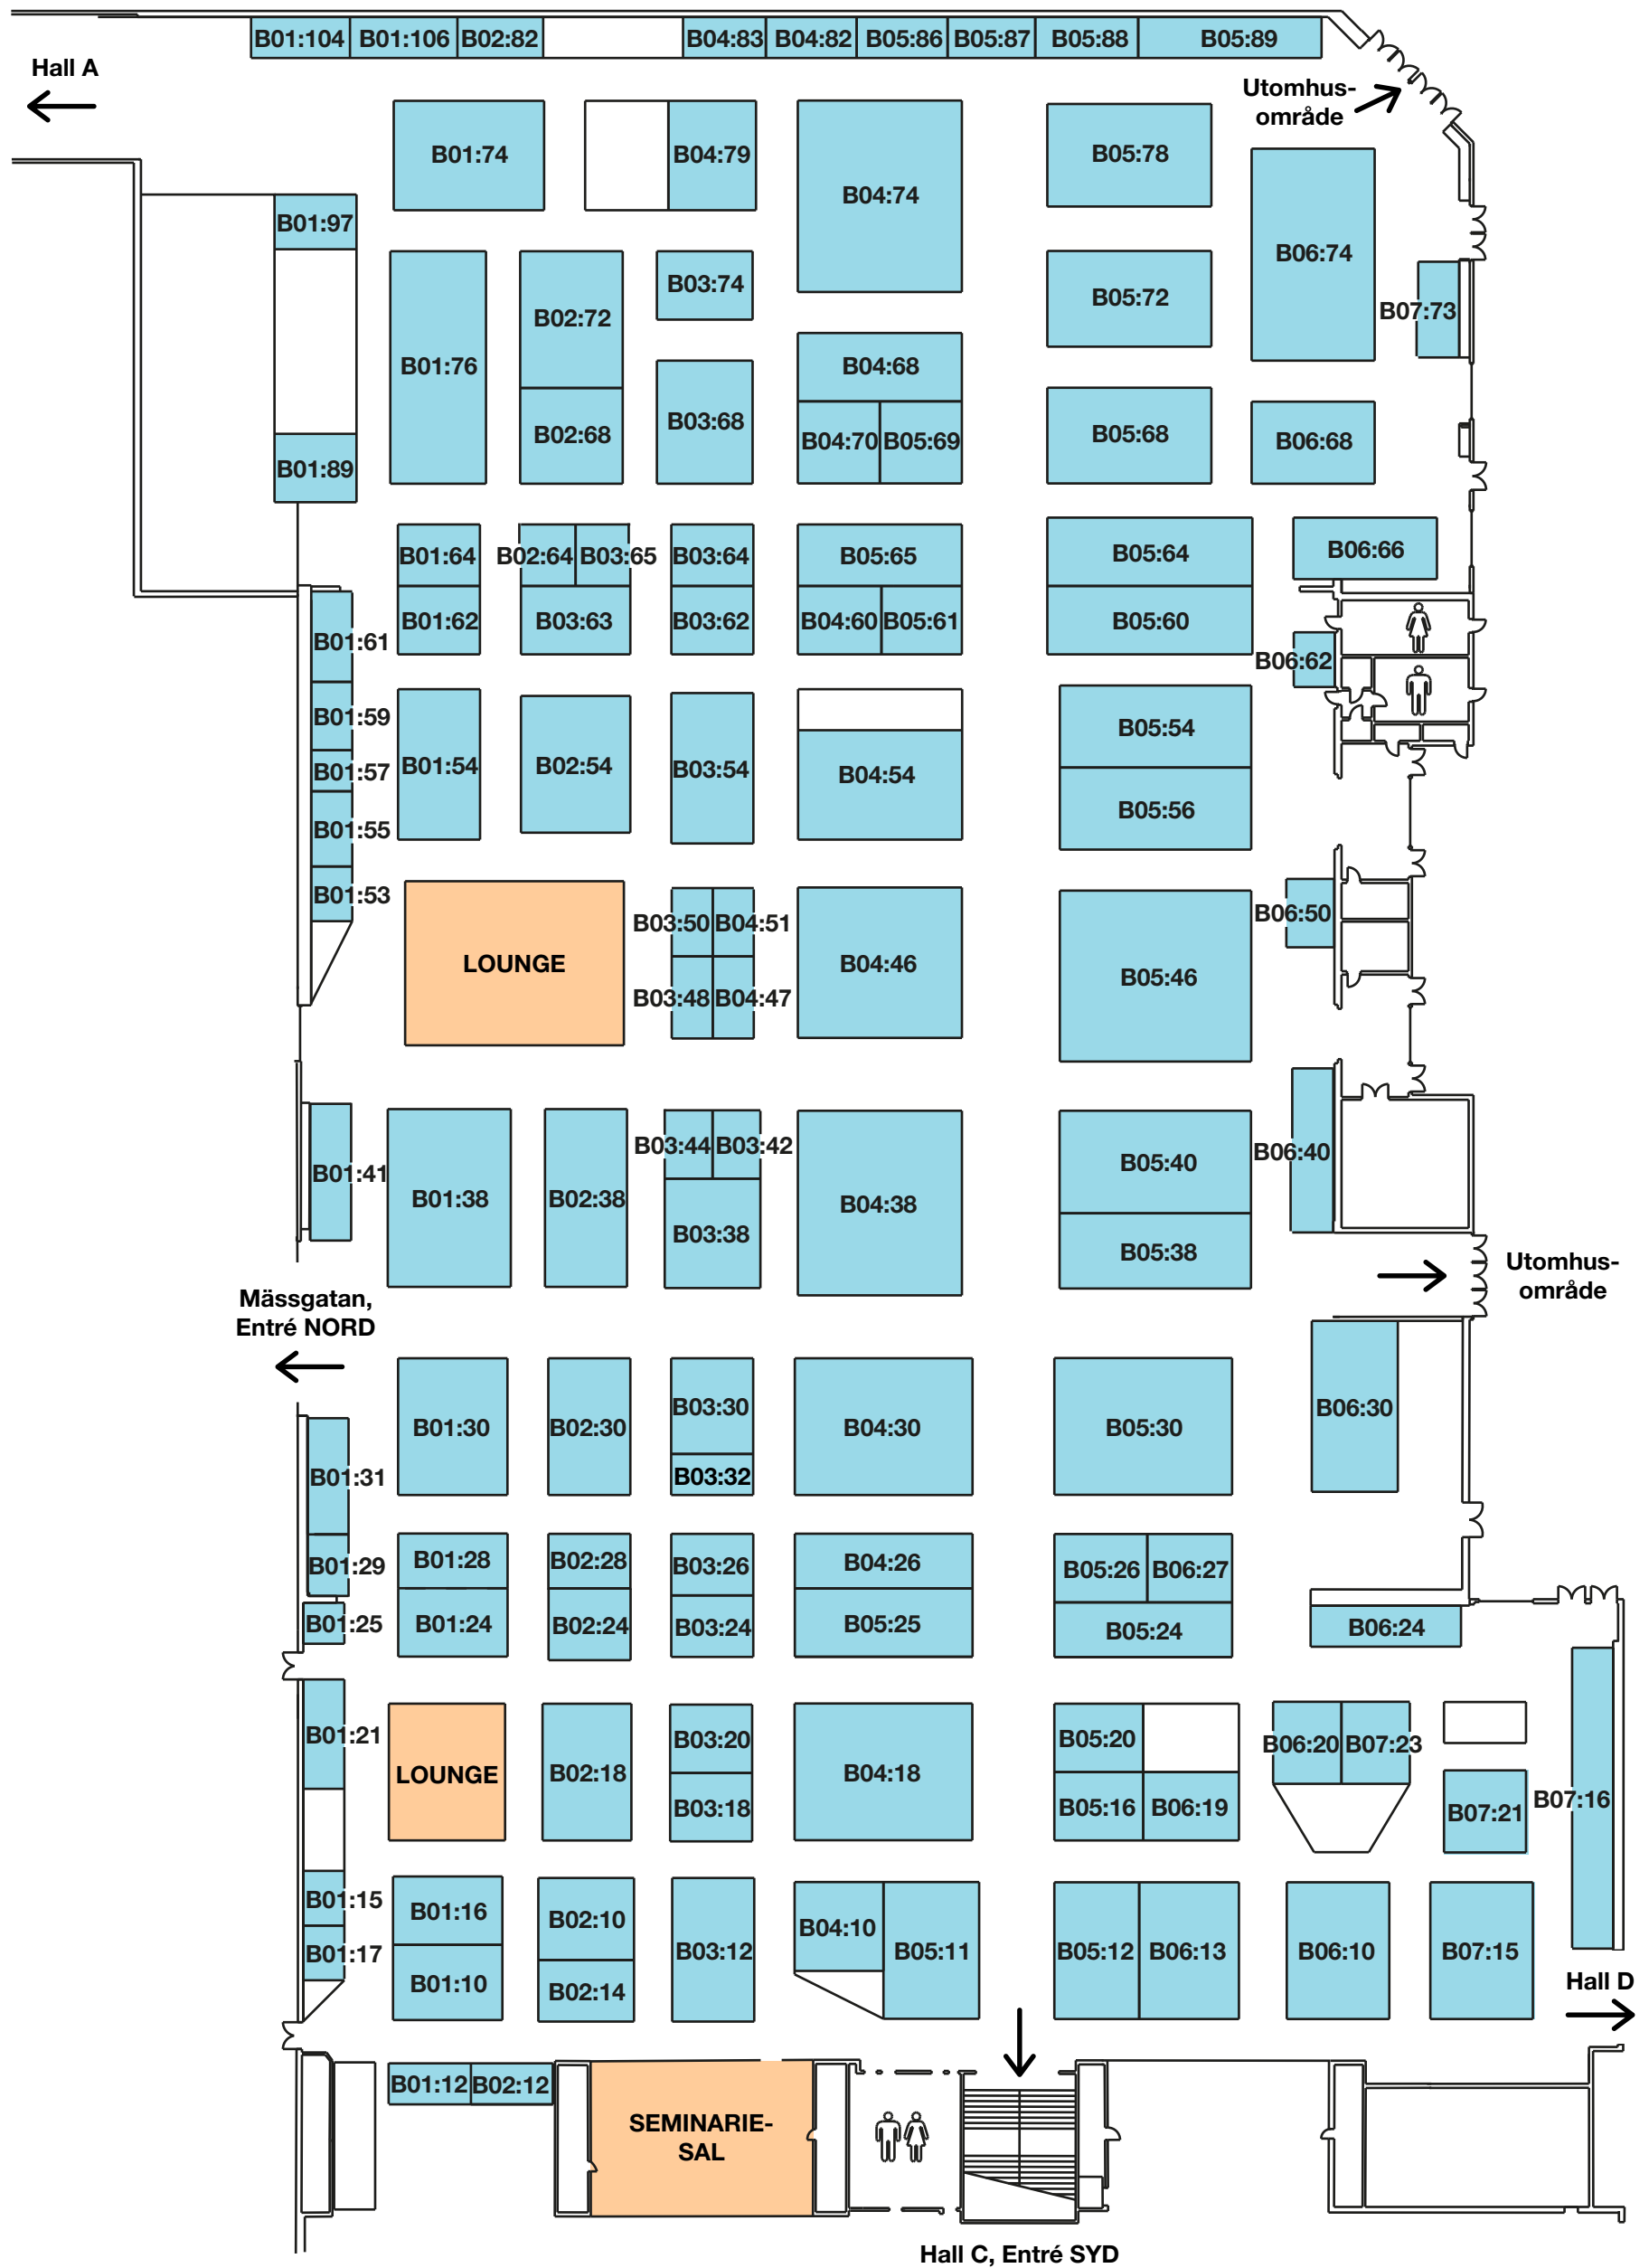 B01:104 B01:106 B02:82 B04:83 B04:82 B05:86 B05:87 B05:88 B05:89
Hall A
Utomhus-
område
B01:74 B04:79 B04:74 B05:78
B01:97 B06:74
B03:74 B05:72 B07:73
B02:72
B01:76 B04:68
B03:68 B02:68 B04:70 B05:69 B05:68 B06:68
B01:89
B01:64 B02:64 B03:65 B03:64 B05:65 B05:64 B06:66
B01:62 B03:63 B03:62 B04:60 B05:61 B05:60
B01:61 B06:62
B01:59 B05:54
B01:57 B01:54 B02:54 B03:54 B04:54
B01:55 B05:56
B01:53 B03:50 B04:51 B06:50
LOUNGE B04:46 B05:46
B03:48 B04:47
B03:44 B03:42 B06:40
B01:41 B05:40
B01:38 B02:38 B04:38
B03:38 B05:38
Utomhus-
område
Mässgatan,
Entré NORD
B03:30 B06:30
B01:30 B02:30 B04:30 B05:30
B01:31 B03:32
B01:29 B01:28 B02:28 B03:26 B04:26 B05:26 B06:27
B01:25 B01:24 B02:24 B03:24 B05:25 B05:24 B06:24
B01:21 B03:20 B05:20 B06:20 B07:23
LOUNGE B02:18 B04:18
B03:18 B05:16 B06:19 B07:21 B07:16
B01:15 B01:16 B02:10 B04:10
B01:17 B03:12 B05:11 B05:12 B06:13 B06:10 B07:15
B01:10 B02:14
Hall D
B01:12 B02:12
SEMINARIE-
SAL
Hall C, Entré SYD